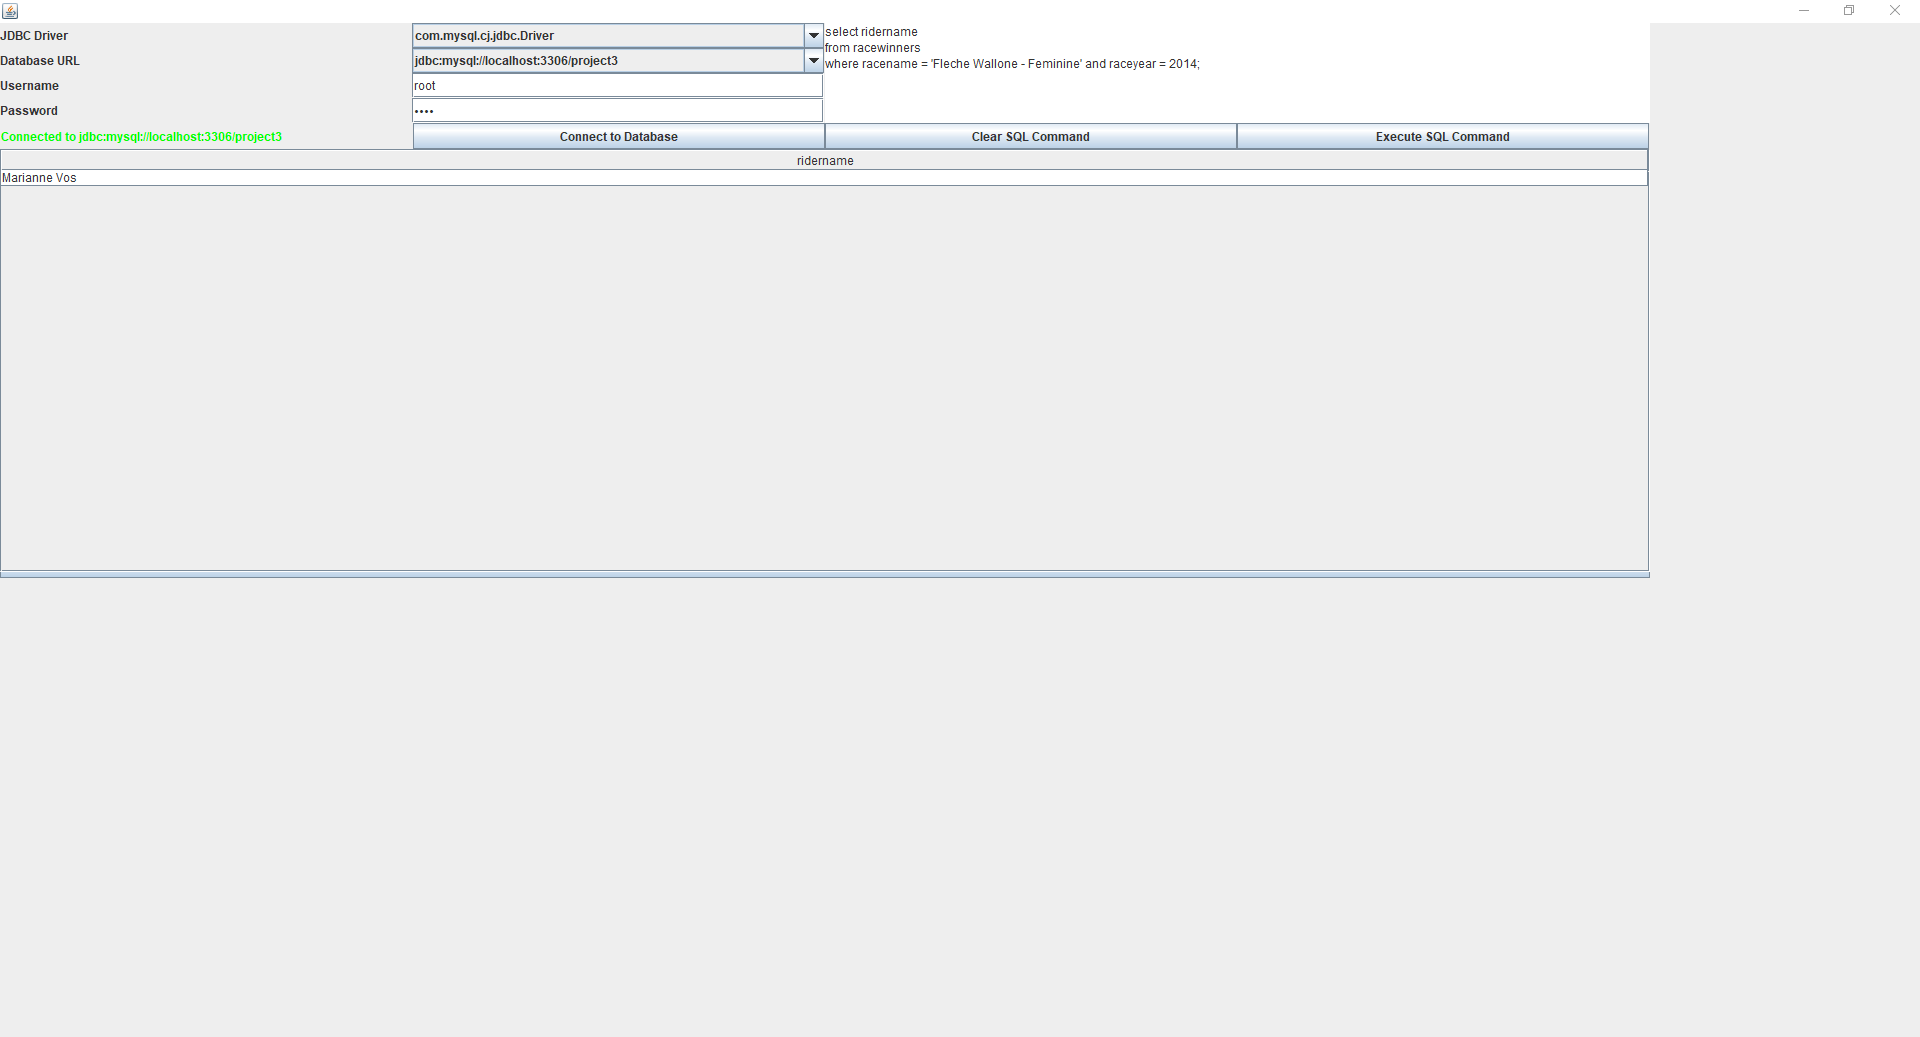 JDBC Driver
com.mysql.cj.jdbc.Driver
Database URL
jdbc:mysql://localhost:3306/project3
Username
root
Password
••••
select ridername
from racewinners
where racename = 'Fleche Wallone - Feminine' and raceyear = 2014;
Connected to jdbc:mysql://localhost:3306/project3
Connect to Database
Clear SQL Command
Execute SQL Command
ridername
Marianne Vos